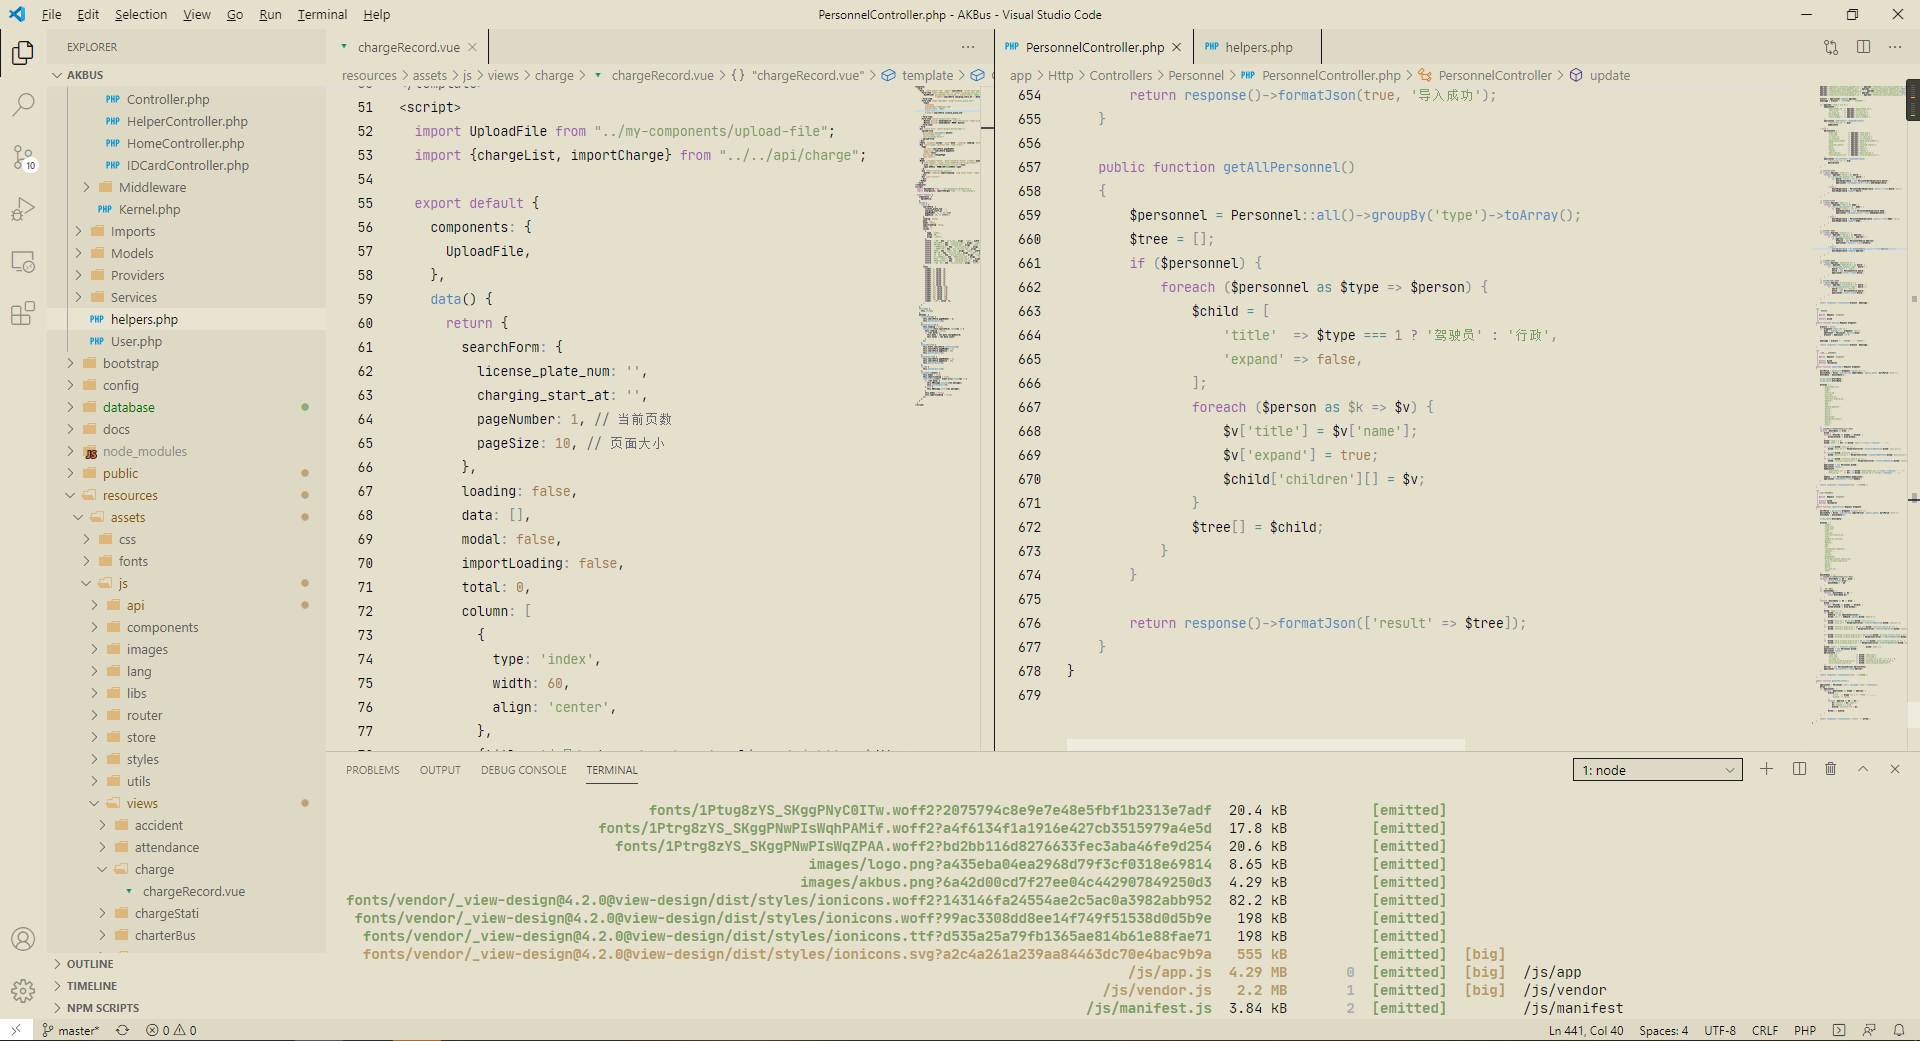 File Edit Selection View Go Run Terminal Help
PersonnelController.php - AKBus - Visual Studio Code
EXPLORER
AKBUS
Controller.php
HelperController.php
HomeController.php
IDCardController.php
Middleware
Kernel.php
Imports
Models
Providers
Services
helpers.php
User.php
bootstrap
config
database
docs
node_modules
public
resources
assets
css
fonts
js
api
components
images
lang
libs
router
store
styles
utils
views
accident
attendance
charge
chargeRecord.vue
chargeStati
charterBus
OUTLINE
TIMELINE
NPM SCRIPTS
10
chargeRecord.vue
resources > assets > js > views > charge > chargeRecord.vue > {} "chargeRecord.vue" > template >
51 <script>
52 import UploadFile from "../my-components/upload-file";
53 import {chargeList, importCharge} from "../../api/charge";
54
55 export default {
56 components: {
57 UploadFile,
58 },
59 data() {
60 return {
61 searchForm: {
62 license_plate_num: '',
63 charging_start_at: '',
64 pageNumber: 1, // 当前页数
65 pageSize: 10, // 页面大小
66 },
67 loading: false,
68 data: [],
69 modal: false,
70 importLoading: false,
71 total: 0,
72 column: [
73 {
74 type: 'index',
75 width: 60,
76 align: 'center',
77 },
PHP PersonnelController.php
PHP helpers.php
app > Http > Controllers > Personnel > PHP PersonnelController.php > PersonnelController > update
654 return response()->formatJson(true, '导入成功');
655 }
656
657 public function getAllPersonnel()
658 {
659 $personnel = Personnel::all()->groupBy('type')->toArray();
660 $tree = [];
661 if ($personnel) {
662 foreach ($personnel as $type => $person) {
663 $child = [
664 'title'  => $type === 1 ? '驾驶员' : '行政',
665 'expand' => false,
666 ];
667 foreach ($person as $k => $v) {
668 $v['title'] = $v['name'];
669 $v['expand'] = true;
670 $child['children'][] = $v;
671 }
672 $tree[] = $child;
673 }
674 }
675
676 return response()->formatJson(['result' => $tree]);
677 }
678 }
679
PROBLEMS OUTPUT DEBUG CONSOLE TERMINAL
1: node
fonts/1Ptug8zYS_SKggPNyC0ITw.woff2?2075794c8e9e7e48e5fbf1b2313e7adf 20.4 kB [emitted]
fonts/1Ptrg8zYS_SKggPNwPIsWqhPAMif.woff2?a4f6134f1a1916e427cb3515979a4e5d 17.8 kB [emitted]
fonts/1Ptrg8zYS_SKggPNwPIsWqZPAA.woff2?bd2bb116d8276633fec3aba46fe9d254 20.6 kB [emitted]
images/logo.png?a435eba04ea2968d79f3cf0318e69814 8.65 kB [emitted]
images/akbus.png?6a42d00cd7f27ee04c442907849250d3 4.29 kB [emitted]
fonts/vendor/_view-design@4.2.0@view-design/dist/styles/ionicons.woff2?143146fa24554ae2c5ac0a3982abb952 82.2 kB [emitted]
fonts/vendor/_view-design@4.2.0@view-design/dist/styles/ionicons.woff?99ac3308dd8ee14f749f51538d0d5b9e 198 kB [emitted]
fonts/vendor/_view-design@4.2.0@view-design/dist/styles/ionicons.ttf?d535a25a79fb1365ae814b61e88fae71 198 kB [emitted]
fonts/vendor/_view-design@4.2.0@view-design/dist/styles/ionicons.svg?a2c4a261a239aa84463dc70e4bac9b9a 555 kB [emitted] [big]
/js/app.js 4.29 MB 0 [emitted] [big] /js/app
/js/vendor.js 2.2 MB 1 [emitted] [big] /js/vendor
/js/manifest.js 3.84 kB 2 [emitted] /js/manifest
master* 0 0 Ln 441, Col 40 Spaces: 4 UTF-8 CRLF PHP